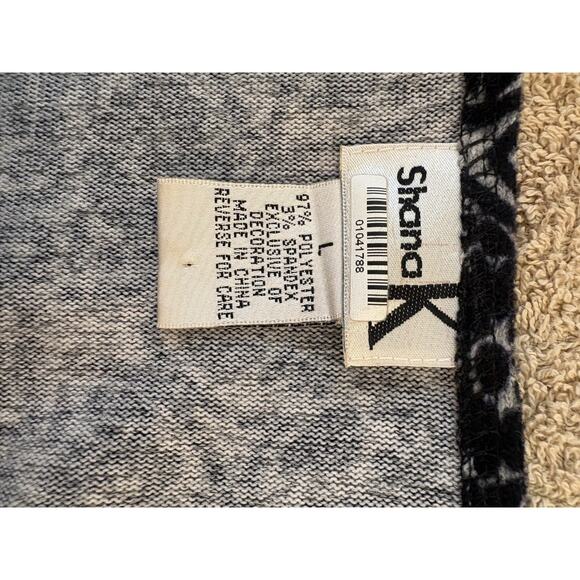 Shana
K
01041788
L
97% POLYESTER
3% SPANDEX
EXCLUSIVE OF
DECORATION
MADE IN CHINA
REVERSE FOR CARE